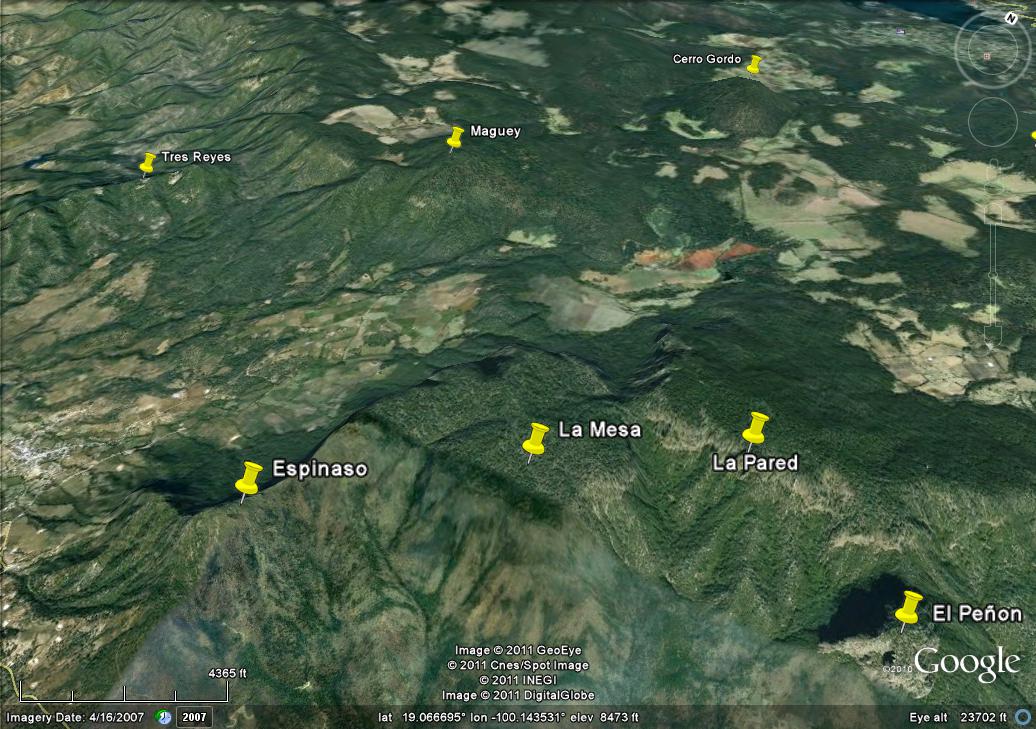 N
Cerro Gordo
Maguey
Tres Reyes
La Mesa
La Pared
Espinaso
El Peñon
Image © 2011 GeoEye
© 2011 Cnes/Spot Image
© 2011 INEGI
Image © 2011 DigitalGlobe
©2010 Google
4365 ft
Imagery Date: 4/16/2007 2007 lat 19.066695° lon -100.143531° elev 8473 ft Eye alt 23702 ft